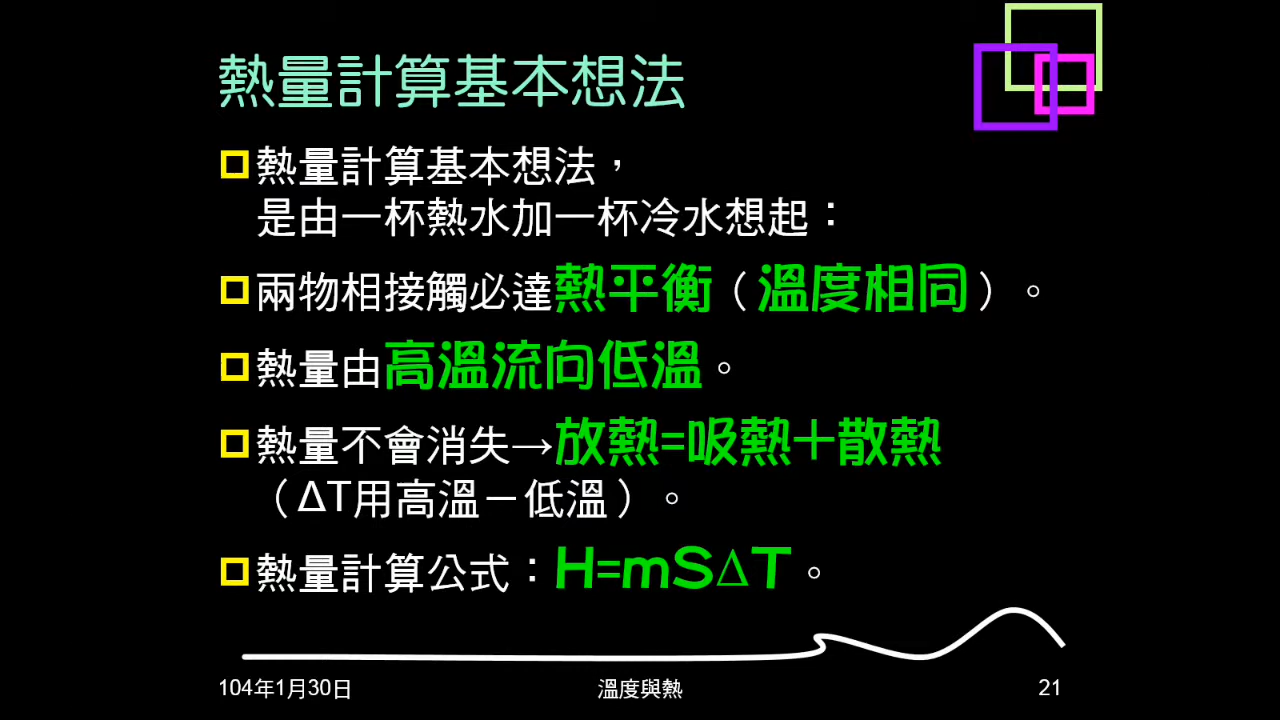 熱量計算基本想法
熱量計算基本想法，
是由一杯熱水加一杯冷水想起：
兩物相接觸必達熱平衡（溫度相同）。
熱量由高溫流向低溫。
熱量不會消失→放熱=吸熱＋散熱
（ΔT用高溫－低溫）。
熱量計算公式：H=mSΔT。
104年1月30日
溫度與熱
21